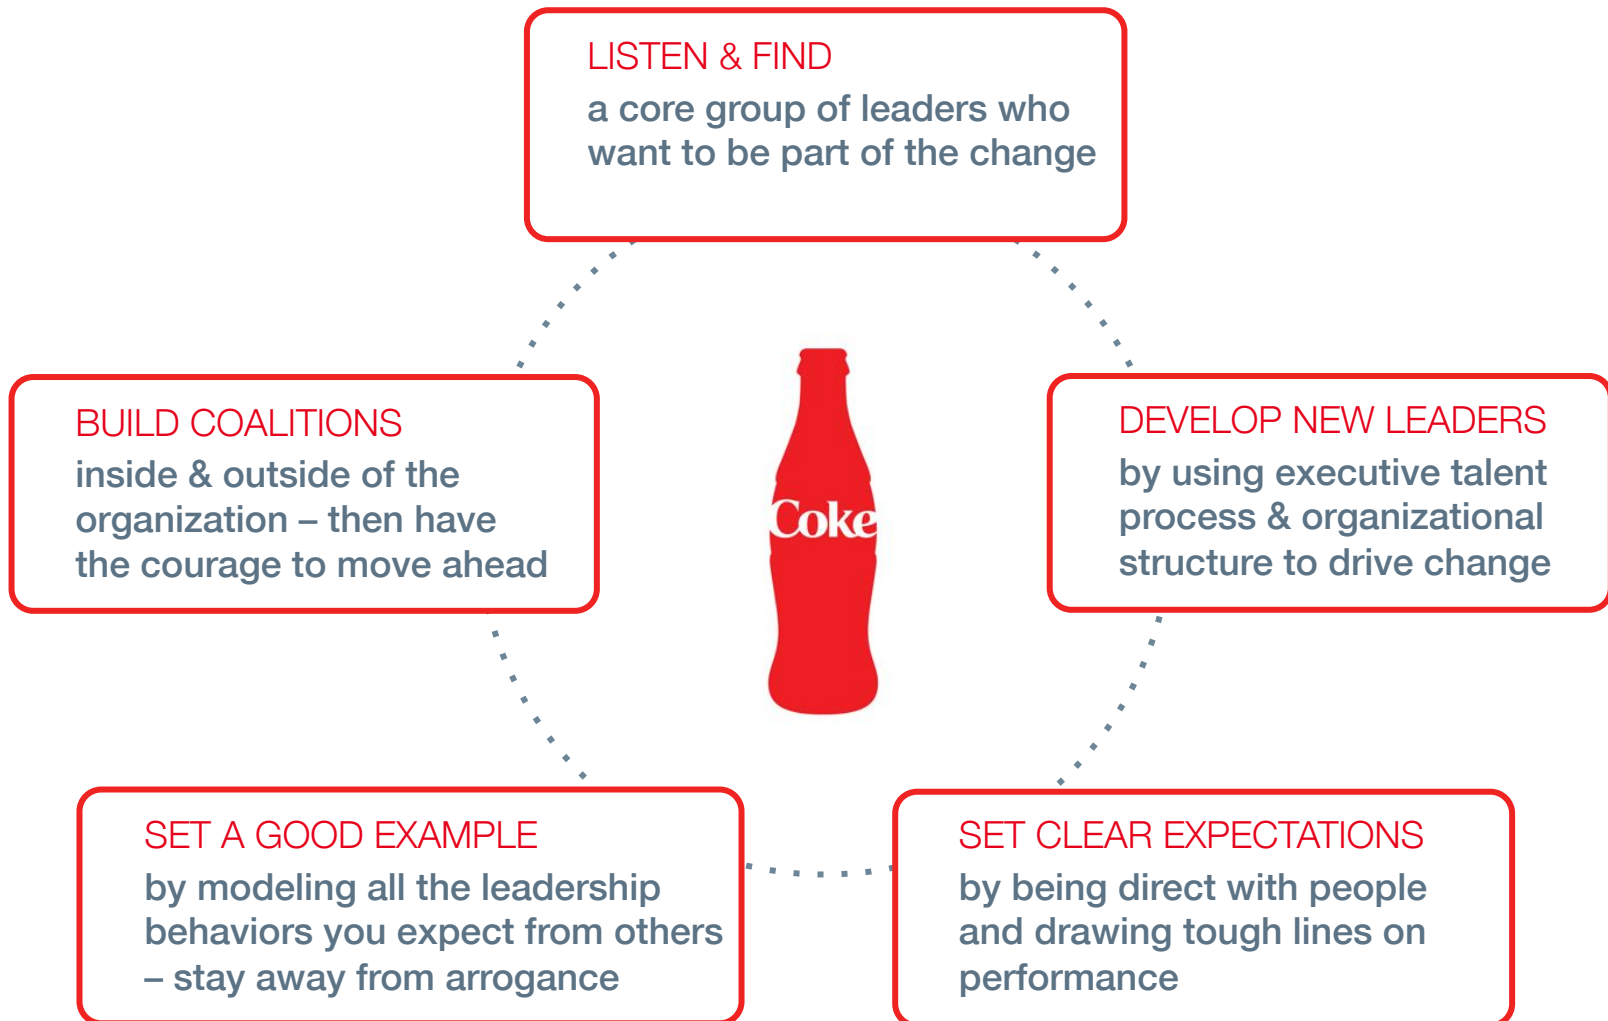 LISTEN & FIND
a core group of leaders who
want to be part of the change
BUILD COALITIONS
inside & outside of the
organization – then have
the courage to move ahead
Coke
DEVELOP NEW LEADERS
by using executive talent
process & organizational
structure to drive change
SET A GOOD EXAMPLE
by modeling all the leadership
behaviors you expect from others
– stay away from arrogance
SET CLEAR EXPECTATIONS
by being direct with people
and drawing tough lines on
performance